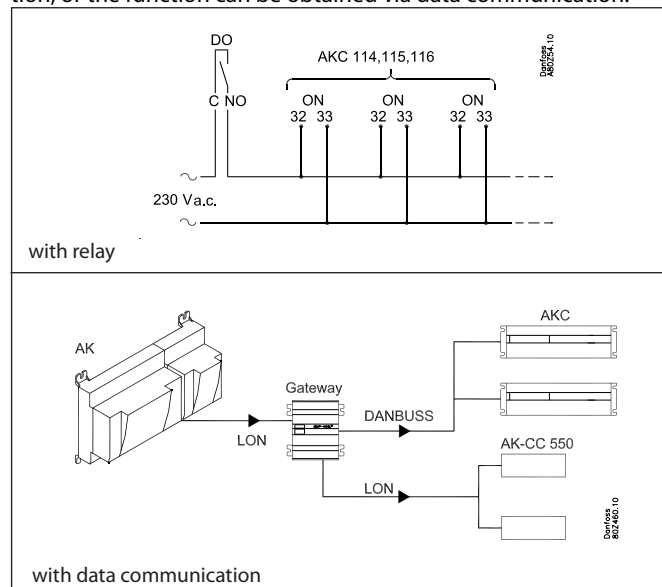 tion, or the function can be obtained via data communication.
DO
AKC 114,115,116
Danfoss
A80Z54.10
C NO
ON ON ON
32 33 32 33 32 33
230 V a.c.
with relay
AK
AKC
Gateway
DANBUSS
LON
AK-CC 550
LON
Danfoss
80Z460.10
with data communication